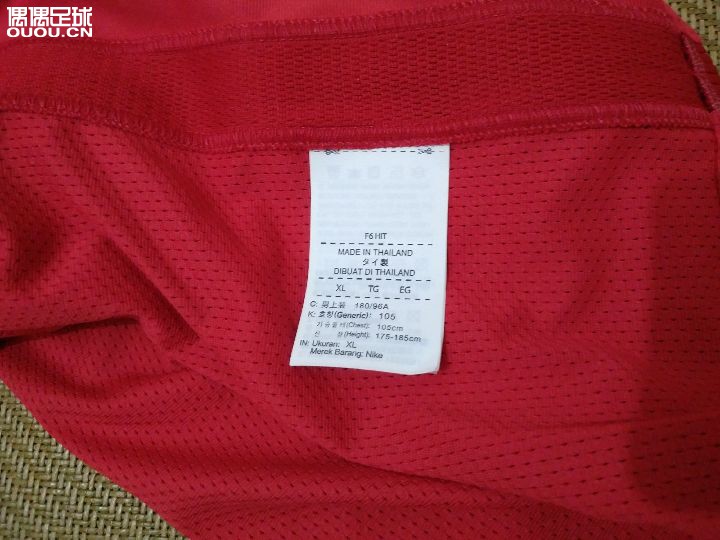 偶偶足球
OUOU.CN
F6 HIT
MADE IN THAILAND
タイ製
DIBUAT DI THAILAND
XL TG EG
C: 男上装 180/96A
K: 호칭(Generic): 105
가슴둘레(Chest): 105cm
신 장(Height): 175-185cm
IN: Ukuran: XL
Merek Barang: Nike